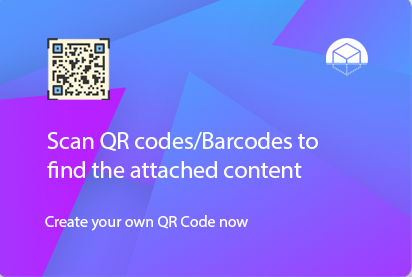 Scan QR codes/Barcodes to
find the attached content
Create your own QR Code now